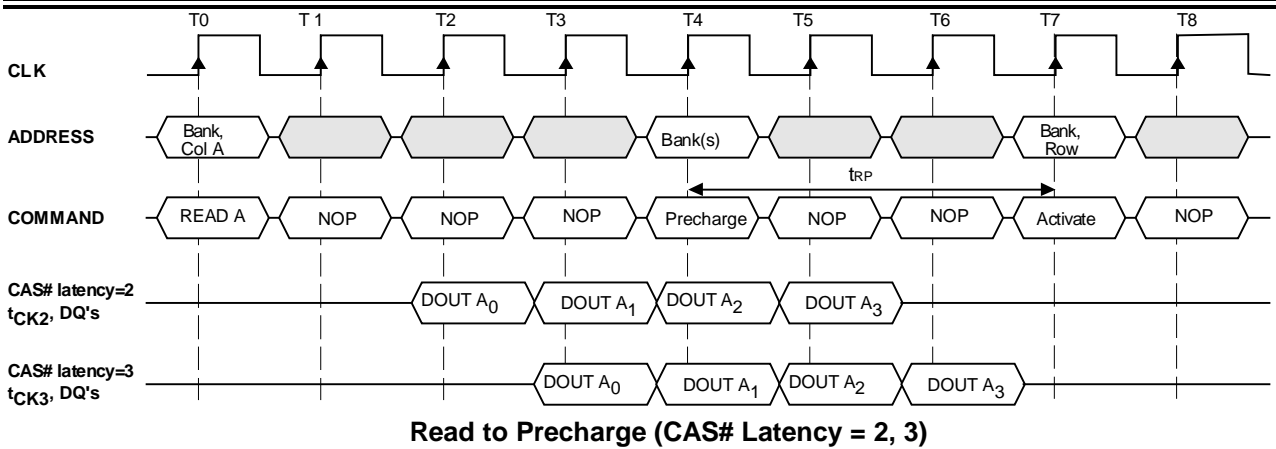 T0 T 1 T2 T3 T4 T5 T6 T7 T8
CLK
ADDRESS
Bank,
Col A
Bank(s)
Bank,
Row
tRP
COMMAND READ A NOP NOP NOP Precharge NOP NOP Activate NOP
CAS# latency=2
tCK2, DQ's
DOUT A0 DOUT A1 DOUT A2 DOUT A3
CAS# latency=3
tCK3, DQ's
DOUT A0 DOUT A1 DOUT A2 DOUT A3
Read to Precharge (CAS# Latency = 2, 3)